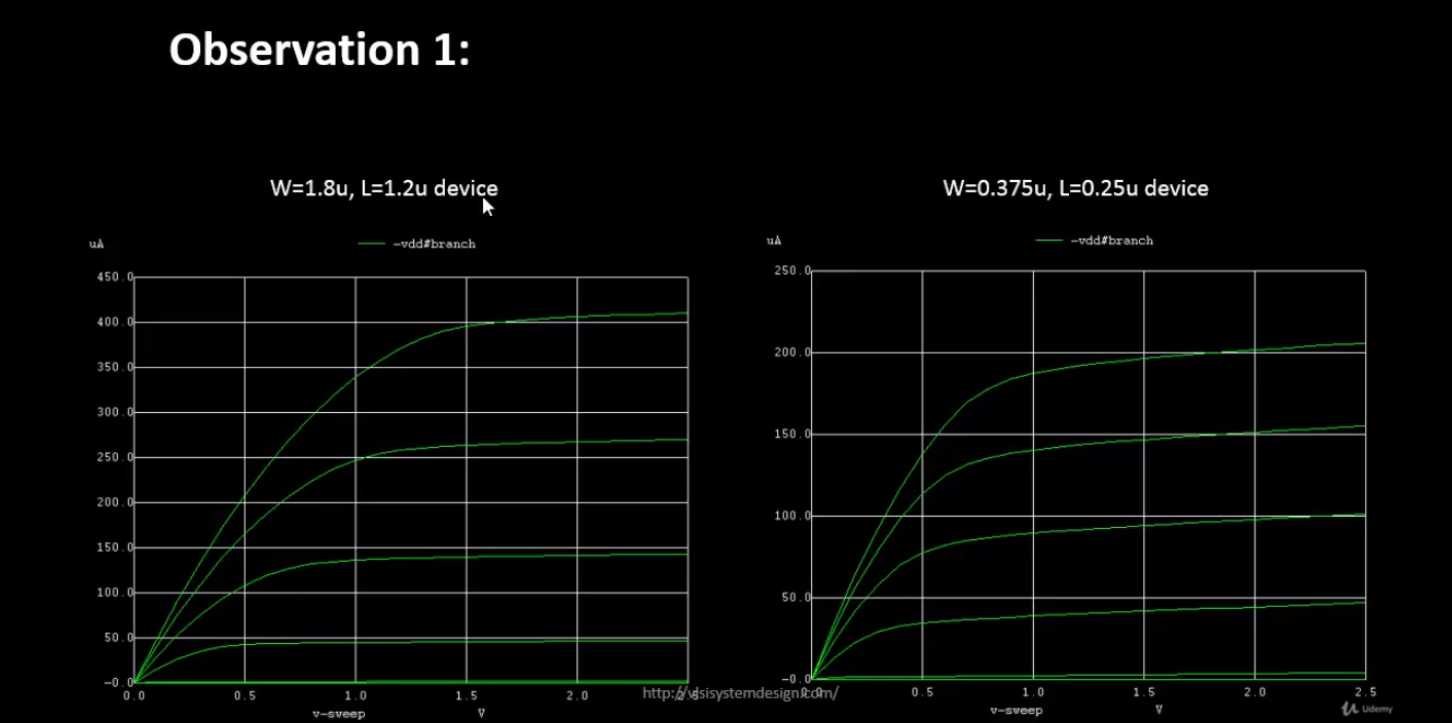 Observation 1:
W=1.8u, L=1.2u device
W=0.375u, L=0.25u device
uA
-vdd#branch
450.0
400.0
350.0
300.0
250.0
200.0
150.0
100.0
50.0
-0.0
0.0 0.5 1.0 1.5 2.0
v-sweep V
uA
-vdd#branch
250.0
200.0
150.0
100.0
50.0
-0.0
0.0 0.5 1.0 1.5 2.0 2.5
v-sweep V
http://vlsisystemdesign.com/
Udemy